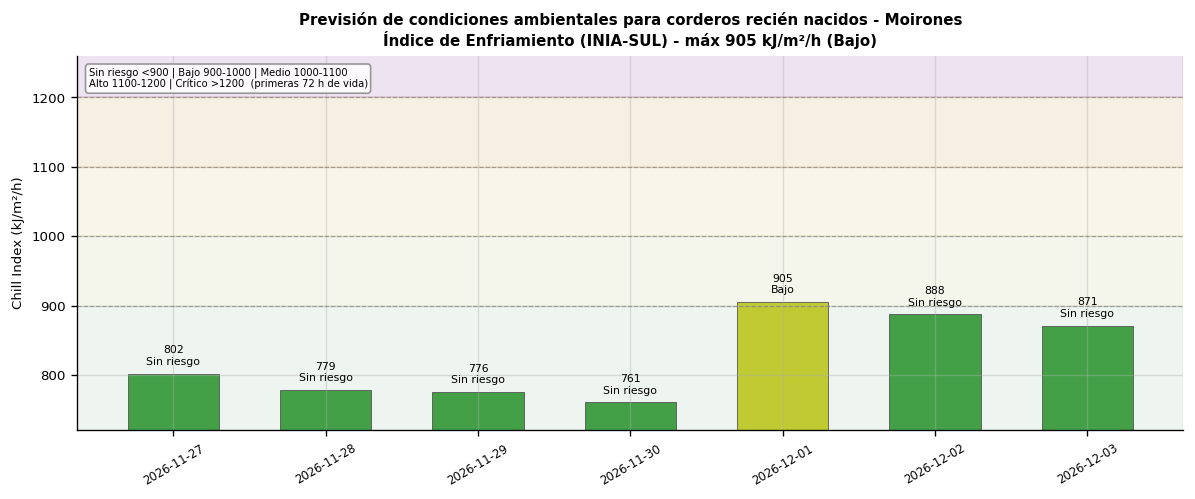 Previsión de condiciones ambientales para corderos recién nacidos - Moirones
Índice de Enfriamiento (INIA-SUL) - máx 905 kJ/m²/h (Bajo)
Sin riesgo <900 | Bajo 900-1000 | Medio 1000-1100
Alto 1100-1200 | Crítico >1200  (primeras 72 h de vida)
Chill Index (kJ/m²/h)
1200
1100
1000
900
800
802
Sin riesgo
779
Sin riesgo
776
Sin riesgo
761
Sin riesgo
905
Bajo
888
Sin riesgo
871
Sin riesgo
2026-11-27
2026-11-28
2026-11-29
2026-11-30
2026-12-01
2026-12-02
2026-12-03